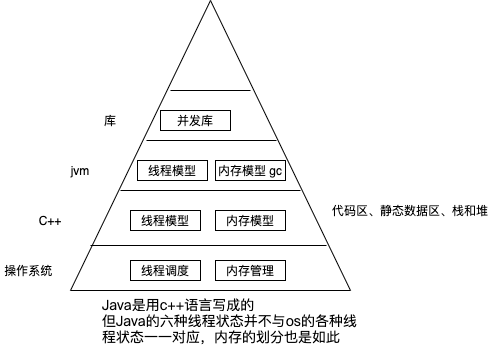 库
并发库
jvm
线程模型
内存模型 gc
C++
线程模型
内存模型
代码区、静态数据区、栈和堆
操作系统
线程调度
内存管理
Java是用c++语言写成的
但Java的六种线程状态并不与os的各种线
程状态一一对应，内存的划分也是如此